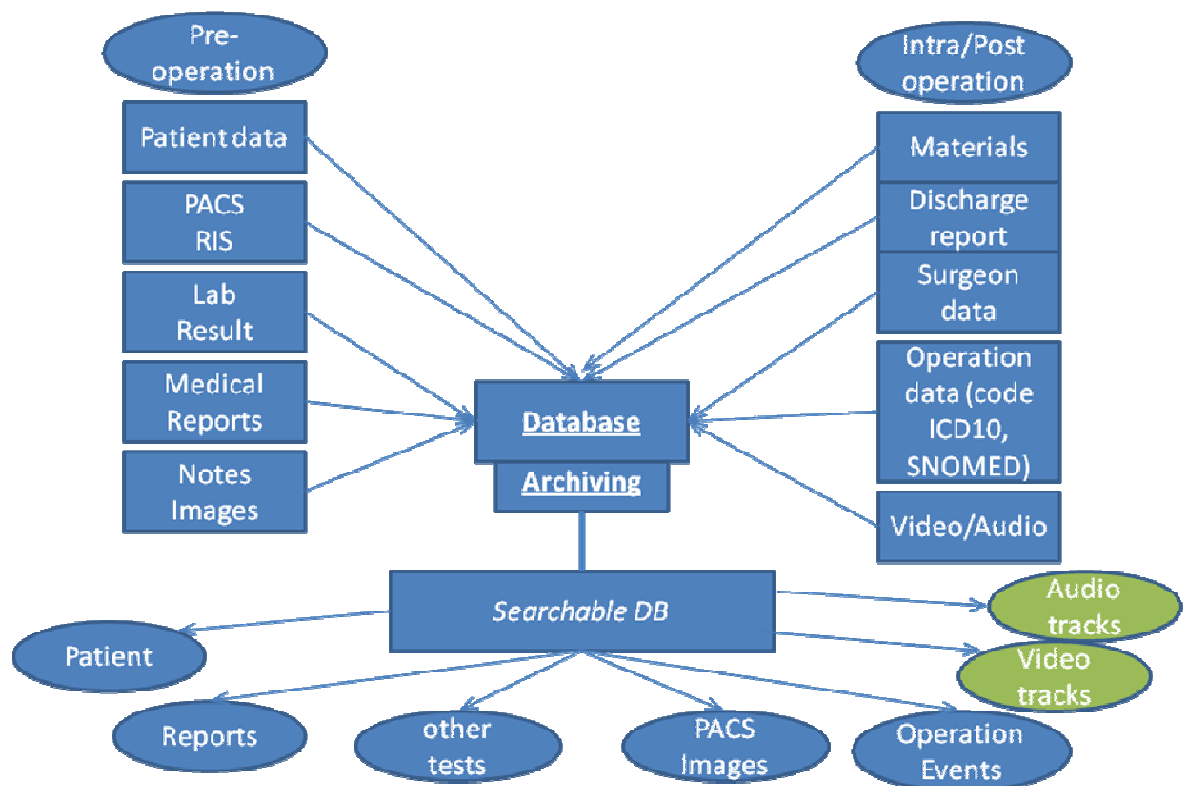 Pre-
operation
Patient data
PACS
RIS
Lab
Result
Medical
Reports
Notes
Images
Intra/Post
operation
Materials
Discharge
report
Surgeon
data
Operation
data (code
ICD10,
SNOMED)
Video/Audio
Database
Archiving
Searchable DB
Audio
tracks
Video
tracks
Patient
Reports
other
tests
PACS
Images
Operation
Events